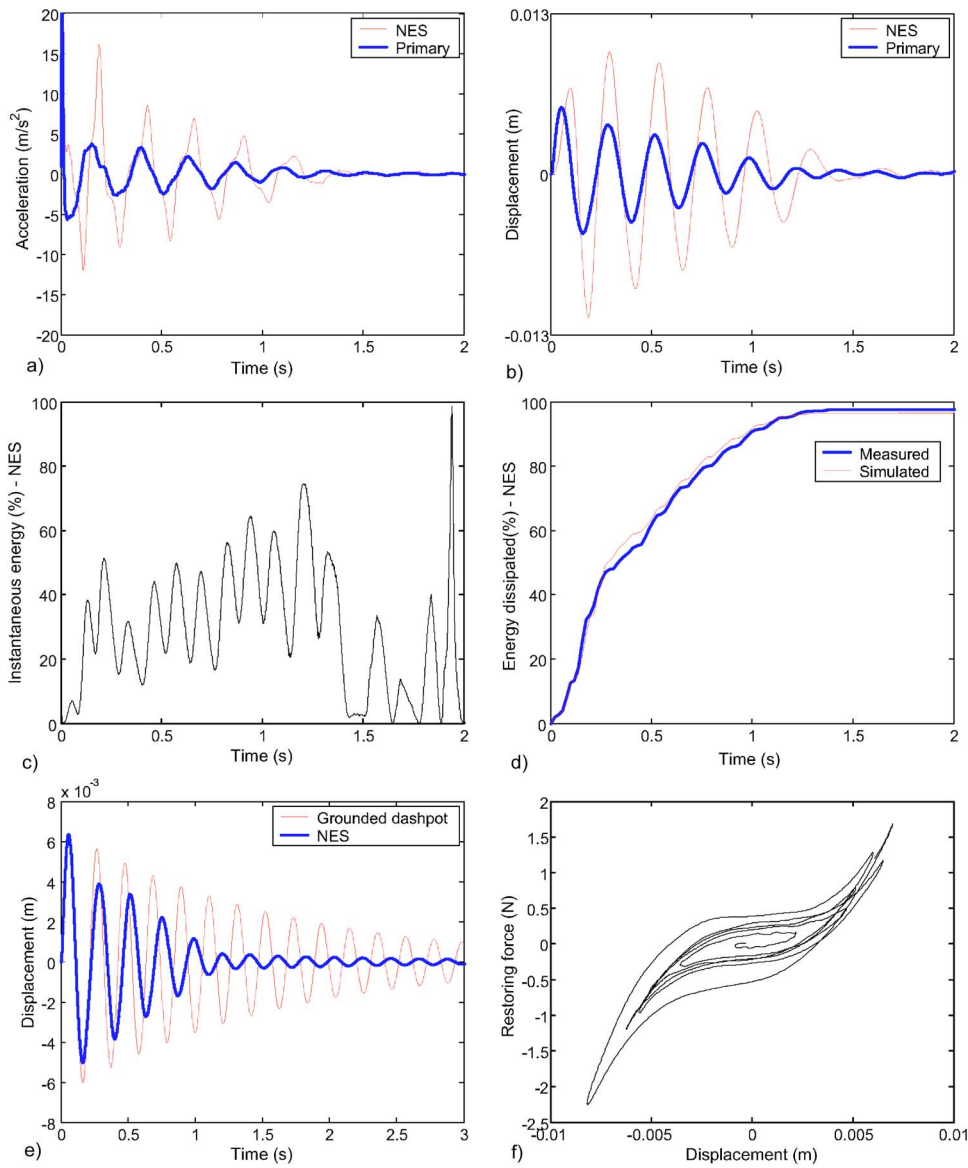 20
15
10
5
0
-5
-10
-15
-20
Acceleration (m/s²)
0 0.5 1 1.5 2
Time (s)
NES
Primary
a)
0.013
0
-0.013
Displacement (m)
0 0.5 1 1.5 2
Time (s)
NES
Primary
b)
100
80
60
40
20
0
Instantaneous energy (%) - NES
0 0.5 1 1.5 2
Time (s)
c)
100
80
60
40
20
0
Energy dissipated(%) - NES
0 0.5 1 1.5 2
Time (s)
Measured
Simulated
d)
x 10⁻³
8
6
4
2
0
-2
-4
-6
-8
Displacement (m)
0 0.5 1 1.5 2 2.5 3
Time (s)
Grounded dashpot
NES
e)
2
1.5
1
0.5
0
-0.5
-1
-1.5
-2
-2.5
Restoring force (N)
-0.01 -0.005 0 0.005 0.01
Displacement (m)
f)